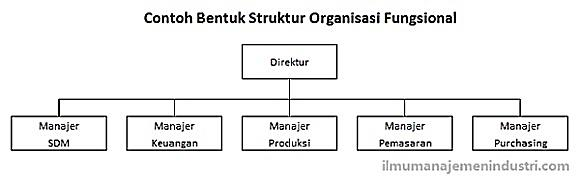 Contoh Bentuk Struktur Organisasi Fungsional
Direktur
Manajer
SDM
Manajer
Keuangan
Manajer
Produksi
Manajer
Pemasaran
Manajer
Purchasing
ilmumanajemenindustri.com